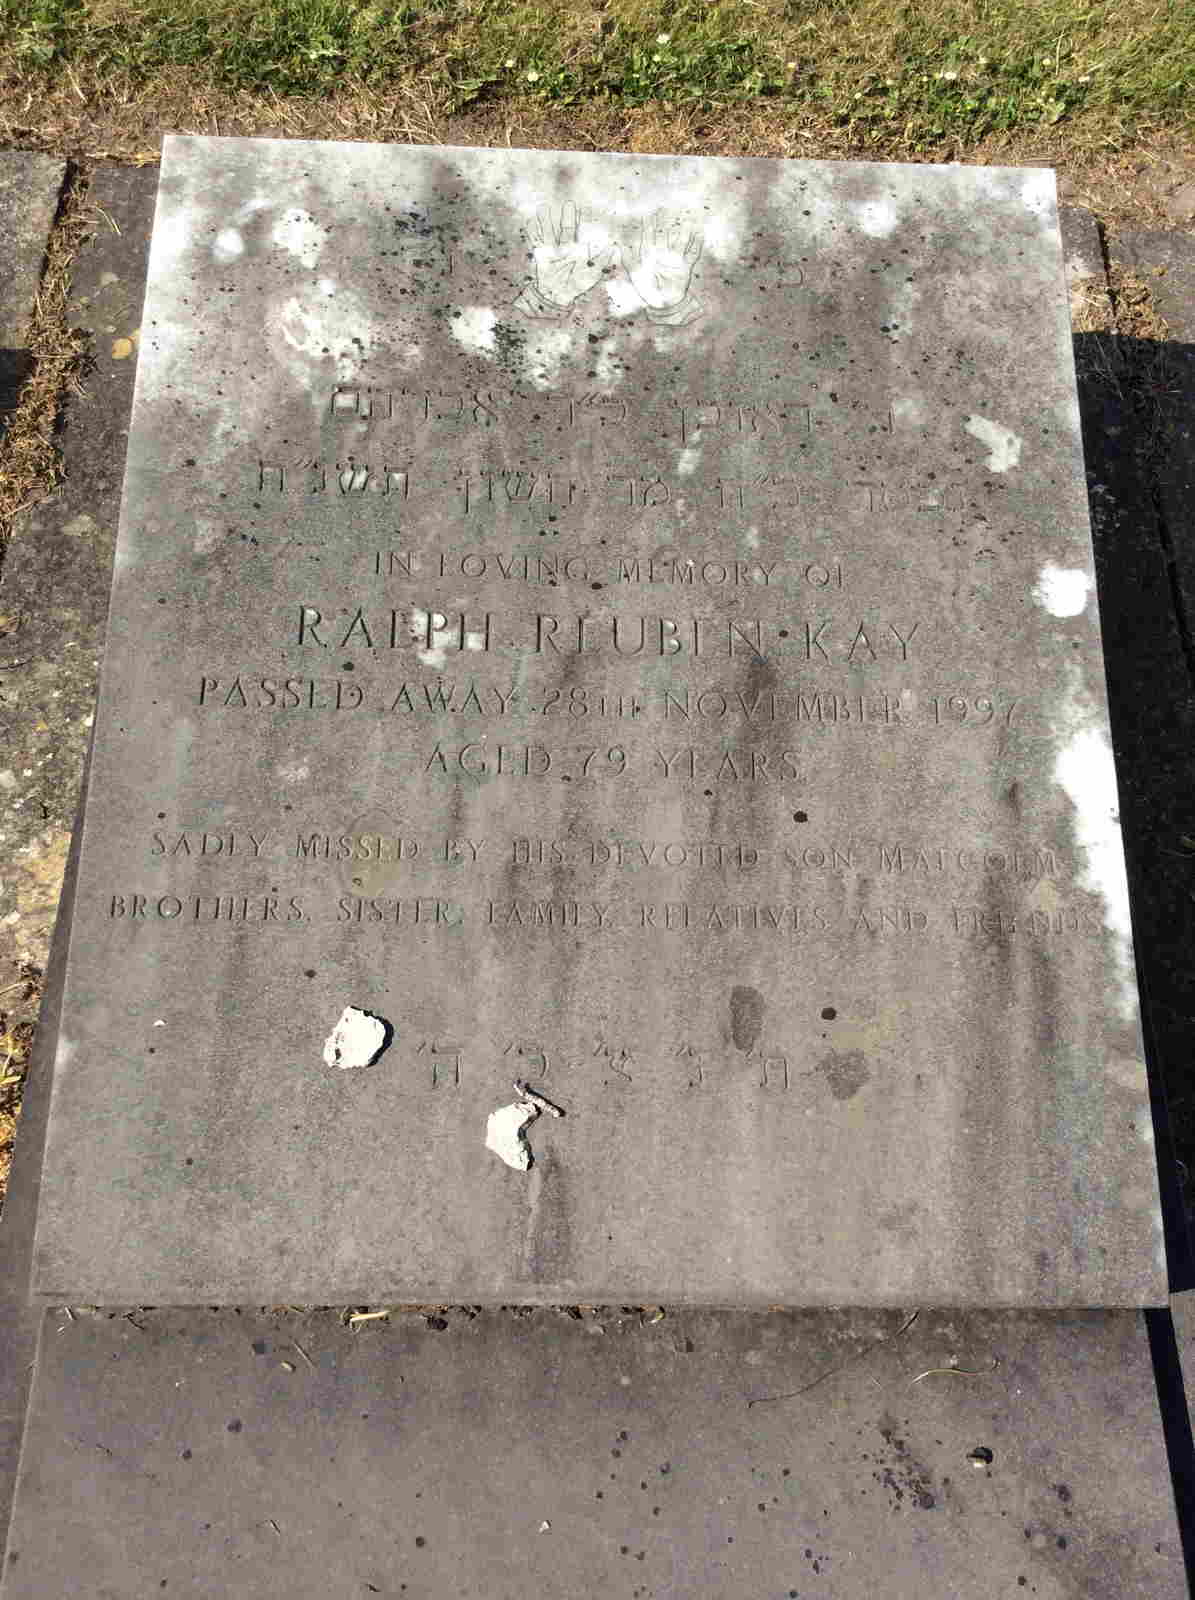 פ נ
ר׳ ראובן ב״ר אברהם
נפטר כ״ח מר חשון תשנ״ח
IN LOVING MEMORY OF
RALPH REUBEN KAY
PASSED AWAY 28TH NOVEMBER 1997
AGED 79 YEARS
SADLY MISSED BY HIS DEVOTED SON MALCOLM
BROTHERS, SISTER, FAMILY, RELATIVES AND FRIENDS
ת׳ נ׳ צ׳ ב׳ ה׳